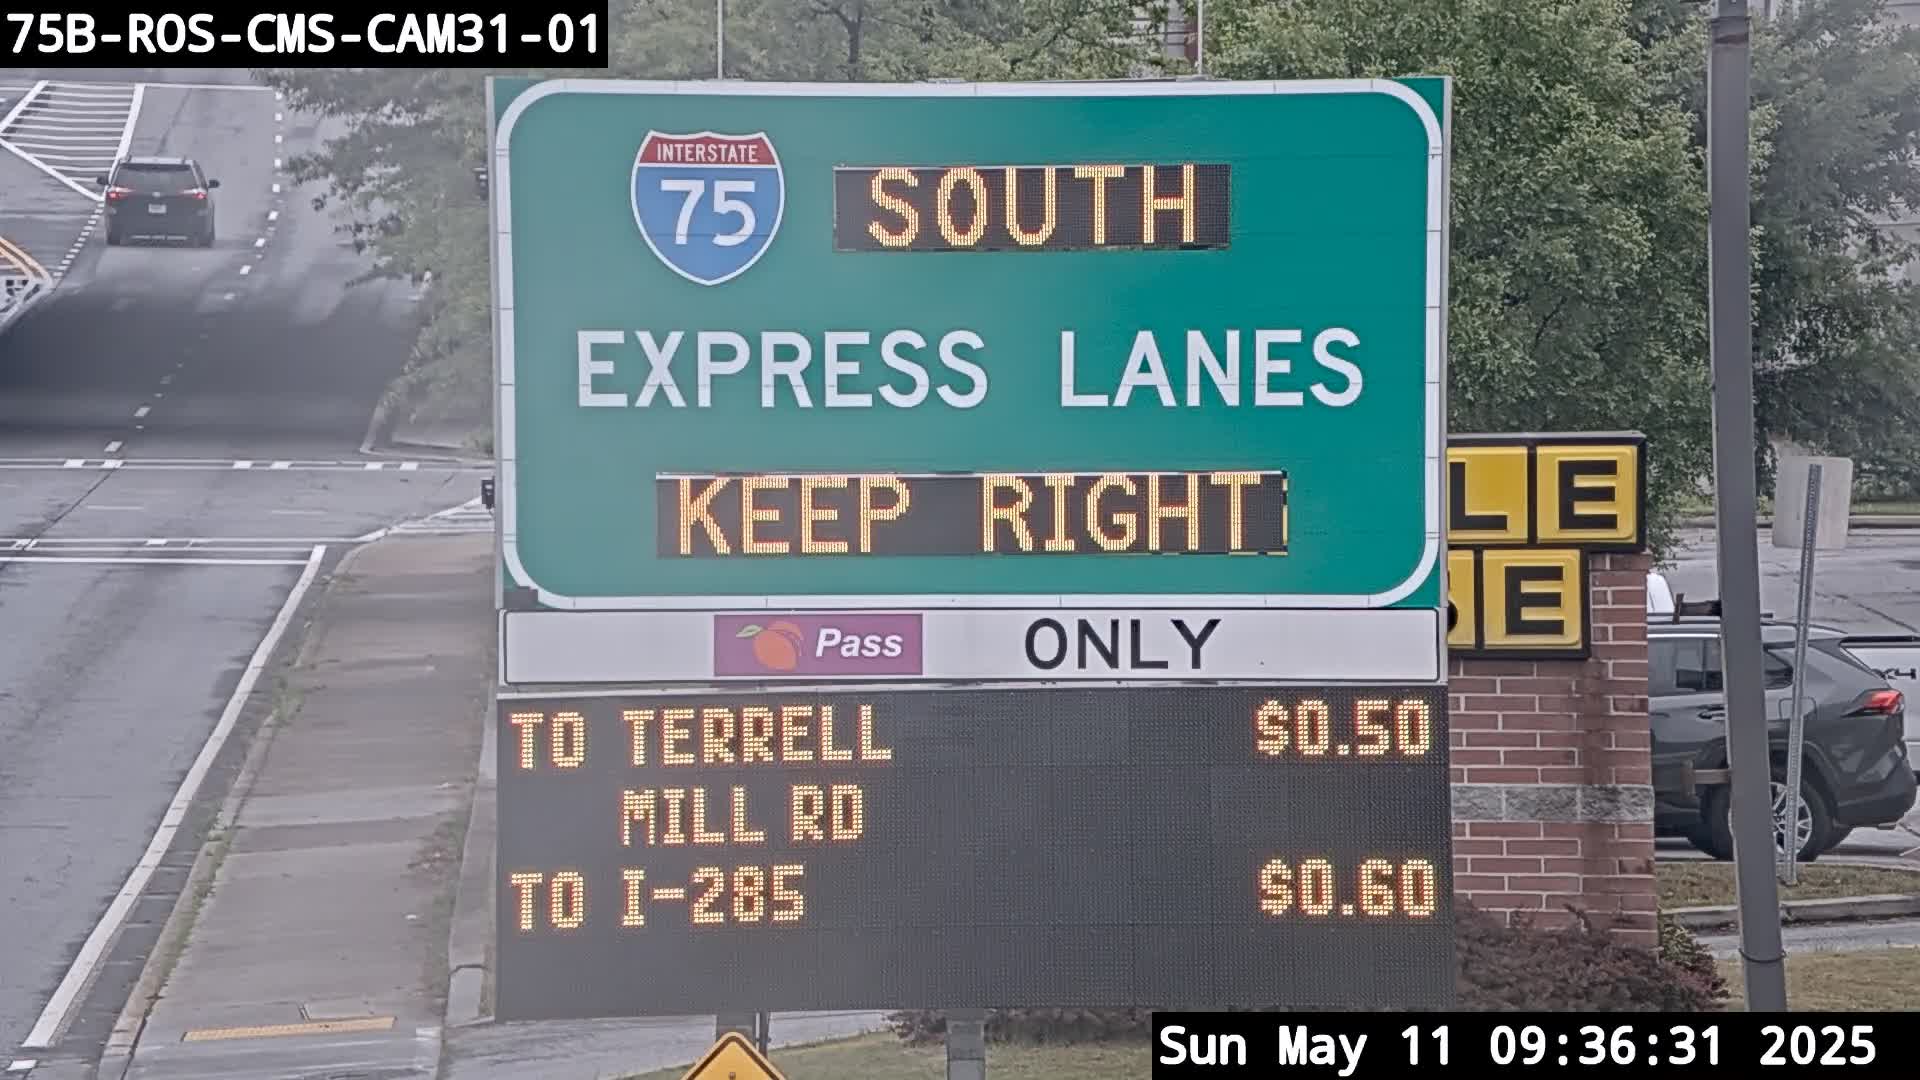 75B-ROS-CMS-CAM31-01
INTERSTATE
75
SOUTH
EXPRESS LANES
KEEP RIGHT
Pass
ONLY
TO TERRELL $0.50
MILL RD
TO I-285 $0.60
LE
E
Sun May 11 09:36:31 2025